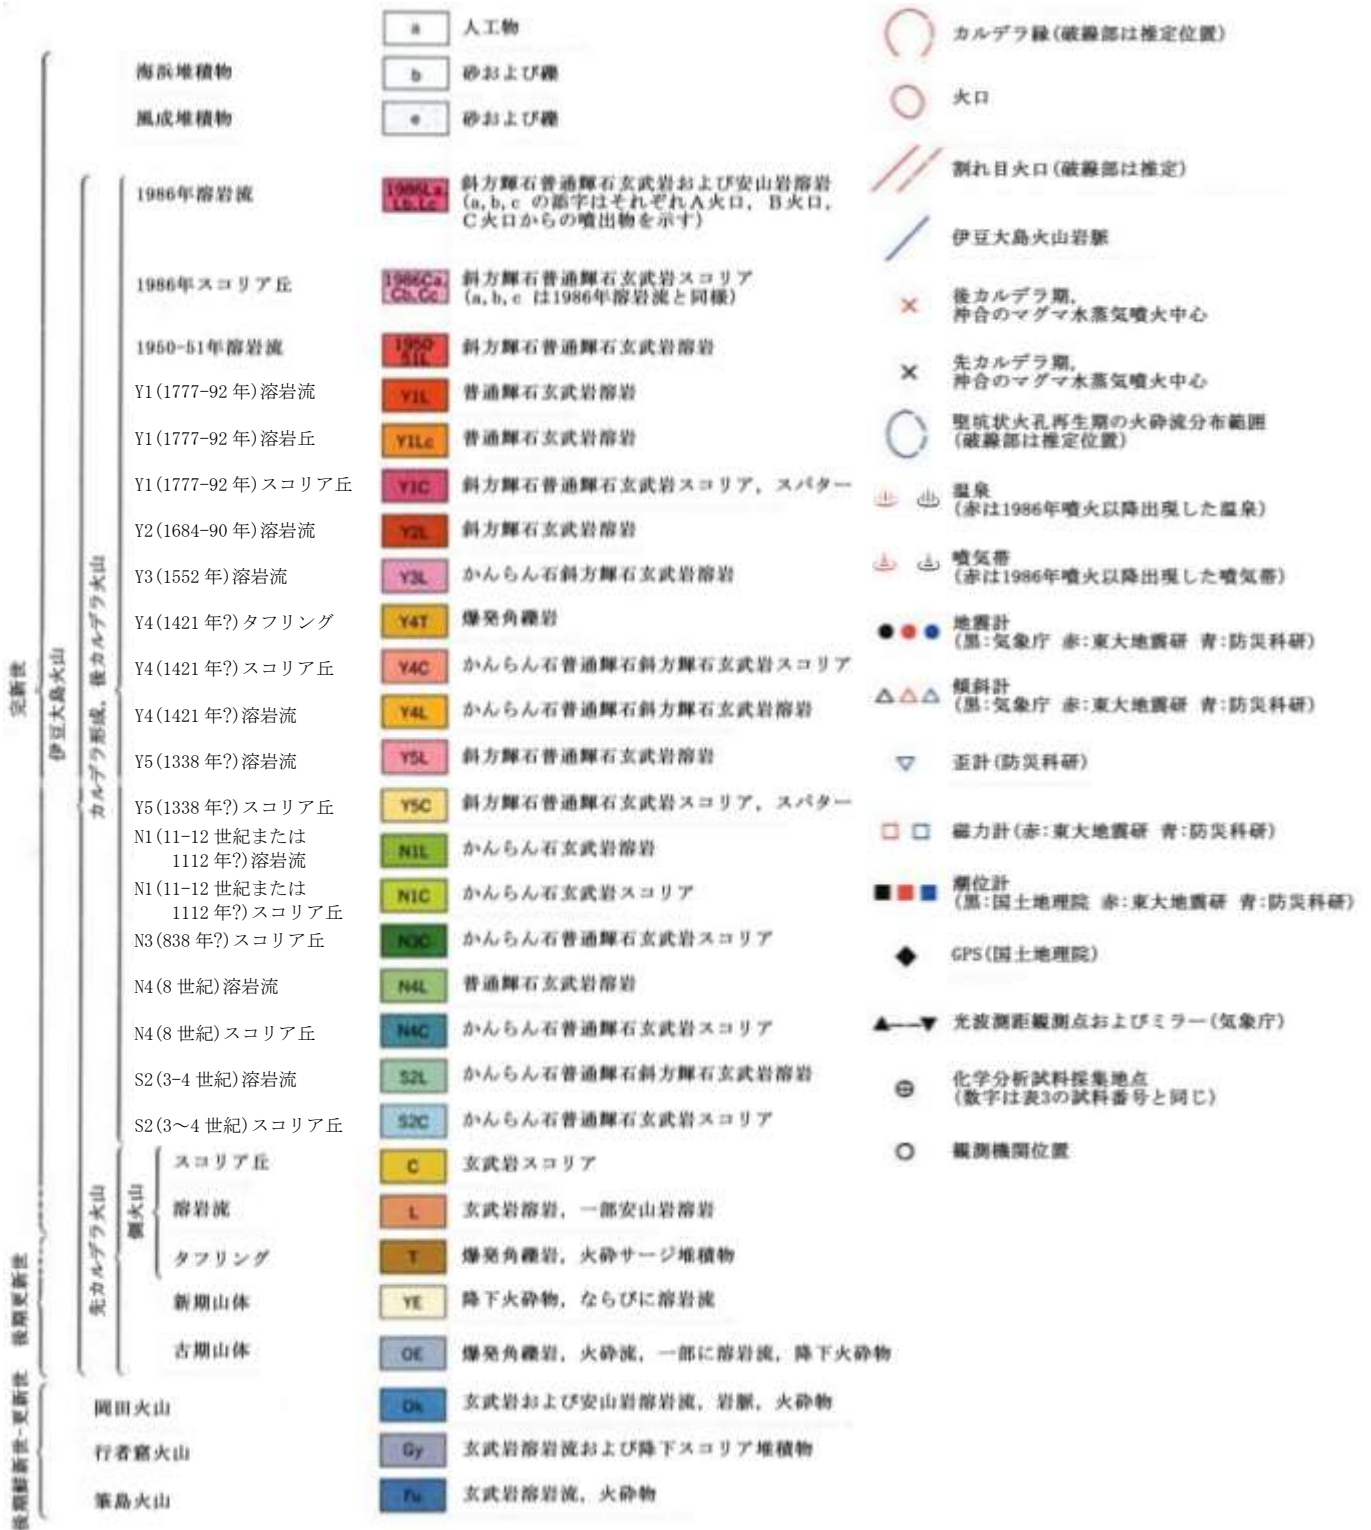 a 人工物
海浜堆積物 b 砂および礫
風成堆積物 e 砂および礫
1986年溶岩流 1986La, Lb, Lc 斜方輝石普通輝石玄武岩および安山岩溶岩
(a,b,c の添字はそれぞれA火口，B火口，
C火口からの噴出物を示す)
1986年スコリア丘 1986Ca, Cb, Cc 斜方輝石普通輝石玄武岩スコリア
(a,b,c は1986年溶岩流と同様)
1950-51年溶岩流 1950-51L 斜方輝石普通輝石玄武岩溶岩
Y1(1777-92 年)溶岩流 Y1L 普通輝石玄武岩溶岩
Y1(1777-92 年)溶岩丘 Y1Lc 普通輝石玄武岩溶岩
Y1(1777-92 年)スコリア丘 Y1C 斜方輝石普通輝石玄武岩スコリア，スパター
Y2(1684-90 年)溶岩流 Y2L 斜方輝石玄武岩溶岩
Y3(1552 年)溶岩流 Y3L かんらん石斜方輝石玄武岩溶岩
Y4(1421 年?)タフリング Y4T 爆発角礫岩
Y4(1421 年?)スコリア丘 Y4C かんらん石普通輝石斜方輝石玄武岩スコリア
Y4(1421 年?)溶岩流 Y4L かんらん石普通輝石斜方輝石玄武岩溶岩
Y5(1338 年?)溶岩流 Y5L 斜方輝石普通輝石玄武岩溶岩
Y5(1338 年?)スコリア丘 Y5C 斜方輝石普通輝石玄武岩スコリア，スパター
N1(11-12 世紀または
1112 年?)溶岩流 N1L かんらん石玄武岩溶岩
N1(11-12 世紀または
1112 年?)スコリア丘 N1C かんらん石玄武岩スコリア
N3(838 年?)スコリア丘 N3C かんらん石普通輝石玄武岩スコリア
N4(8 世紀)溶岩流 N4L 普通輝石玄武岩溶岩
N4(8 世紀)スコリア丘 N4C かんらん石普通輝石玄武岩スコリア
S2(3-4 世紀)溶岩流 S2L かんらん石普通輝石斜方輝石玄武岩溶岩
S2(3〜4 世紀)スコリア丘 S2C かんらん石普通輝石玄武岩スコリア
スコリア丘 C 玄武岩スコリア
溶岩流 L 玄武岩溶岩，一部安山岩溶岩
タフリング T 爆発角礫岩，火砕サージ堆積物
新期山体 YE 降下火砕物，ならびに溶岩流
古期山体 OE 爆発角礫岩，火砕流，一部に溶岩流，降下火砕物
岡田火山 Ok 玄武岩および安山岩溶岩流，岩脈，火砕物
行者窟火山 Gy 玄武岩溶岩流および降下スコリア堆積物
筆島火山 Fu 玄武岩溶岩流，火砕物
完新世
後期更新世
後期鮮新世-更新世
伊豆大島火山
カルデラ形成，後カルデラ火山
先カルデラ火山
側火山
カルデラ縁(破線部は推定位置)
火口
割れ目火口(破線部は推定)
伊豆大島火山岩脈
後カルデラ期，
沖合のマグマ水蒸気噴火中心
先カルデラ期，
沖合のマグマ水蒸気噴火中心
竪坑状火孔再生期の火砕流分布範囲
(破線部は推定位置)
温泉
(赤は1986年噴火以降出現した温泉)
噴気帯
(赤は1986年噴火以降出現した噴気帯)
地震計
(黒:気象庁 赤:東大地震研 青:防災科研)
傾斜計
(黒:気象庁 赤:東大地震研 青:防災科研)
歪計(防災科研)
磁力計(赤:東大地震研 青:防災科研)
潮位計
(黒:国土地理院 赤:東大地震研 青:防災科研)
GPS(国土地理院)
光波測距観測点およびミラー(気象庁)
化学分析試料採集地点
(数字は表3の試料番号と同じ)
観測機関位置